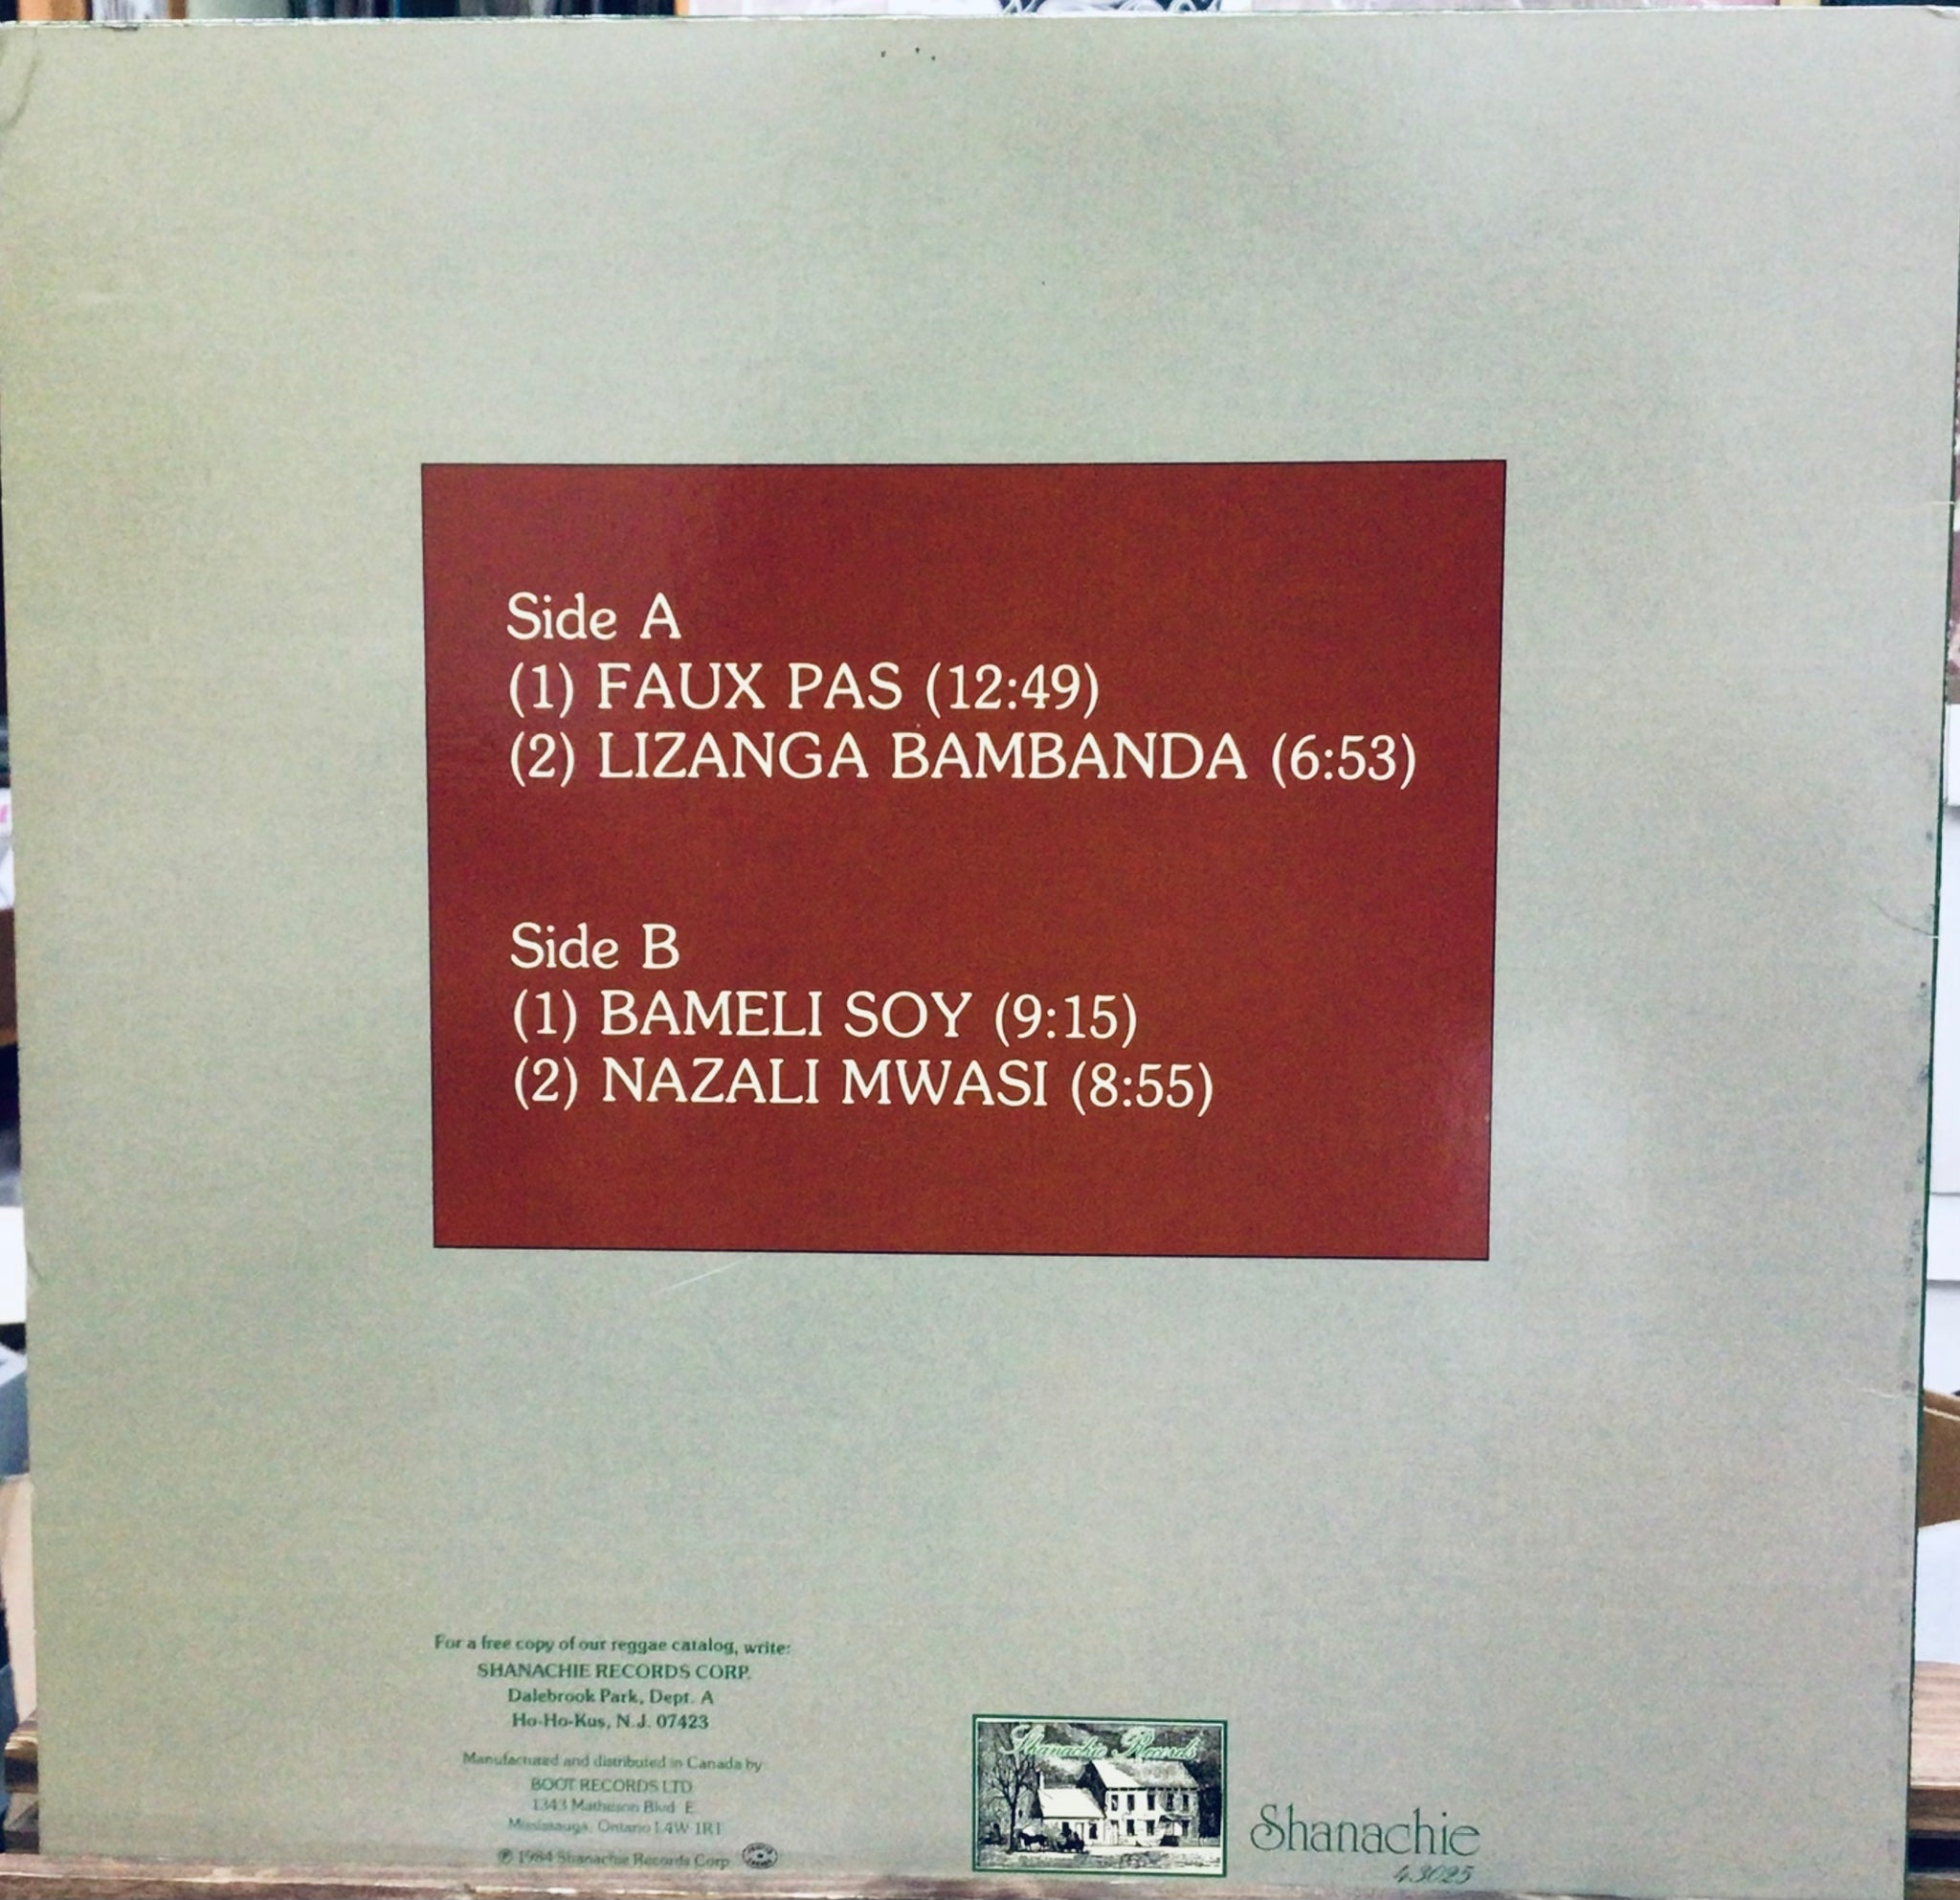 Side A
(1) FAUX PAS (12:49)
(2) LIZANGA BAMBANDA (6:53)
Side B
(1) BAMELI SOY (9:15)
(2) NAZALI MWASI (8:55)
For a free copy of our reggae catalog, write:
SHANACHIE RECORDS CORP.
Dalebrook Park, Dept. A
Ho-Ho-Kus, N.J. 07423
Manufactured and distributed in Canada by
BOOT RECORDS LTD
1343 Matheson Blvd E
Mississauga, Ontario L4W 1R1
℗ 1984 Shanachie Records Corp
Shanachie Records
Shanachie
43025